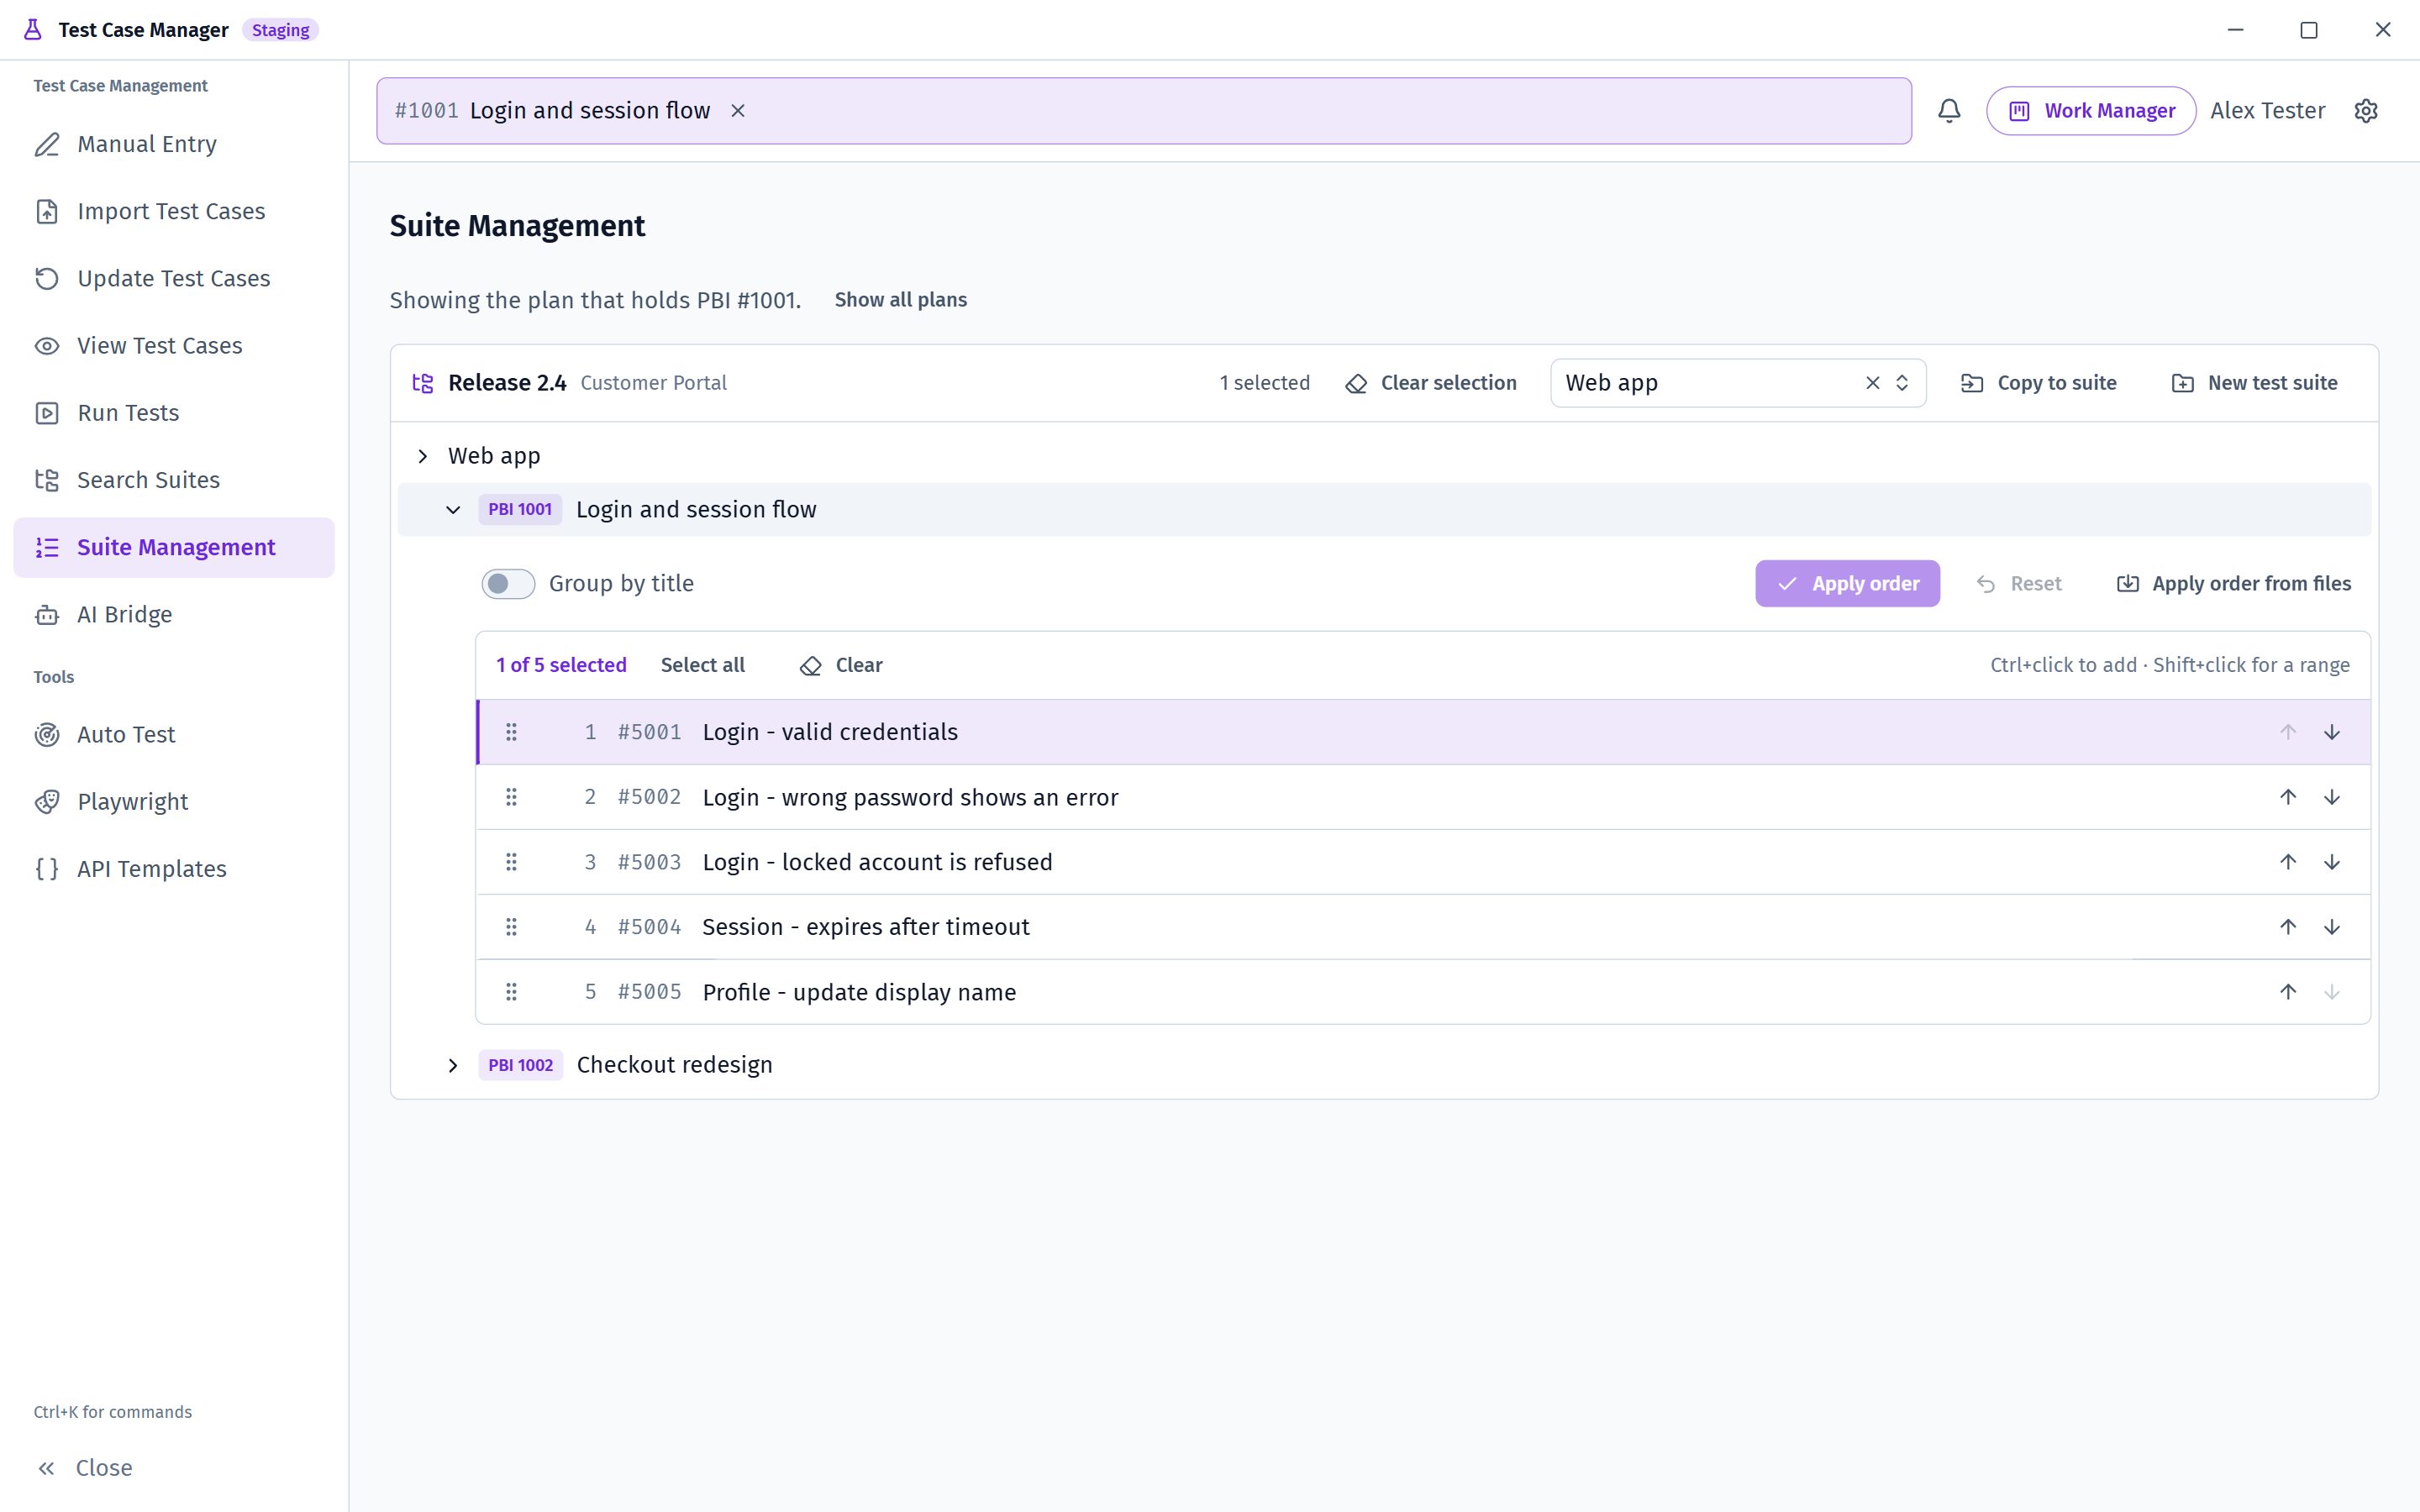 Test Case Manager Staging
Test Case Management
Manual Entry
Import Test Cases
Update Test Cases
View Test Cases
Run Tests
Search Suites
Suite Management
AI Bridge
Tools
Auto Test
Playwright
API Templates
Ctrl+K for commands
Close
#1001 Login and session flow
Work Manager
Alex Tester
Suite Management
Showing the plan that holds PBI #1001. Show all plans
Release 2.4 Customer Portal 1 selected Clear selection Web app Copy to suite New test suite
Web app
PBI 1001 Login and session flow
Group by title Apply order Reset Apply order from files
1 of 5 selected Select all Clear Ctrl+click to add · Shift+click for a range
1 #5001 Login - valid credentials
2 #5002 Login - wrong password shows an error
3 #5003 Login - locked account is refused
4 #5004 Session - expires after timeout
5 #5005 Profile - update display name
PBI 1002 Checkout redesign